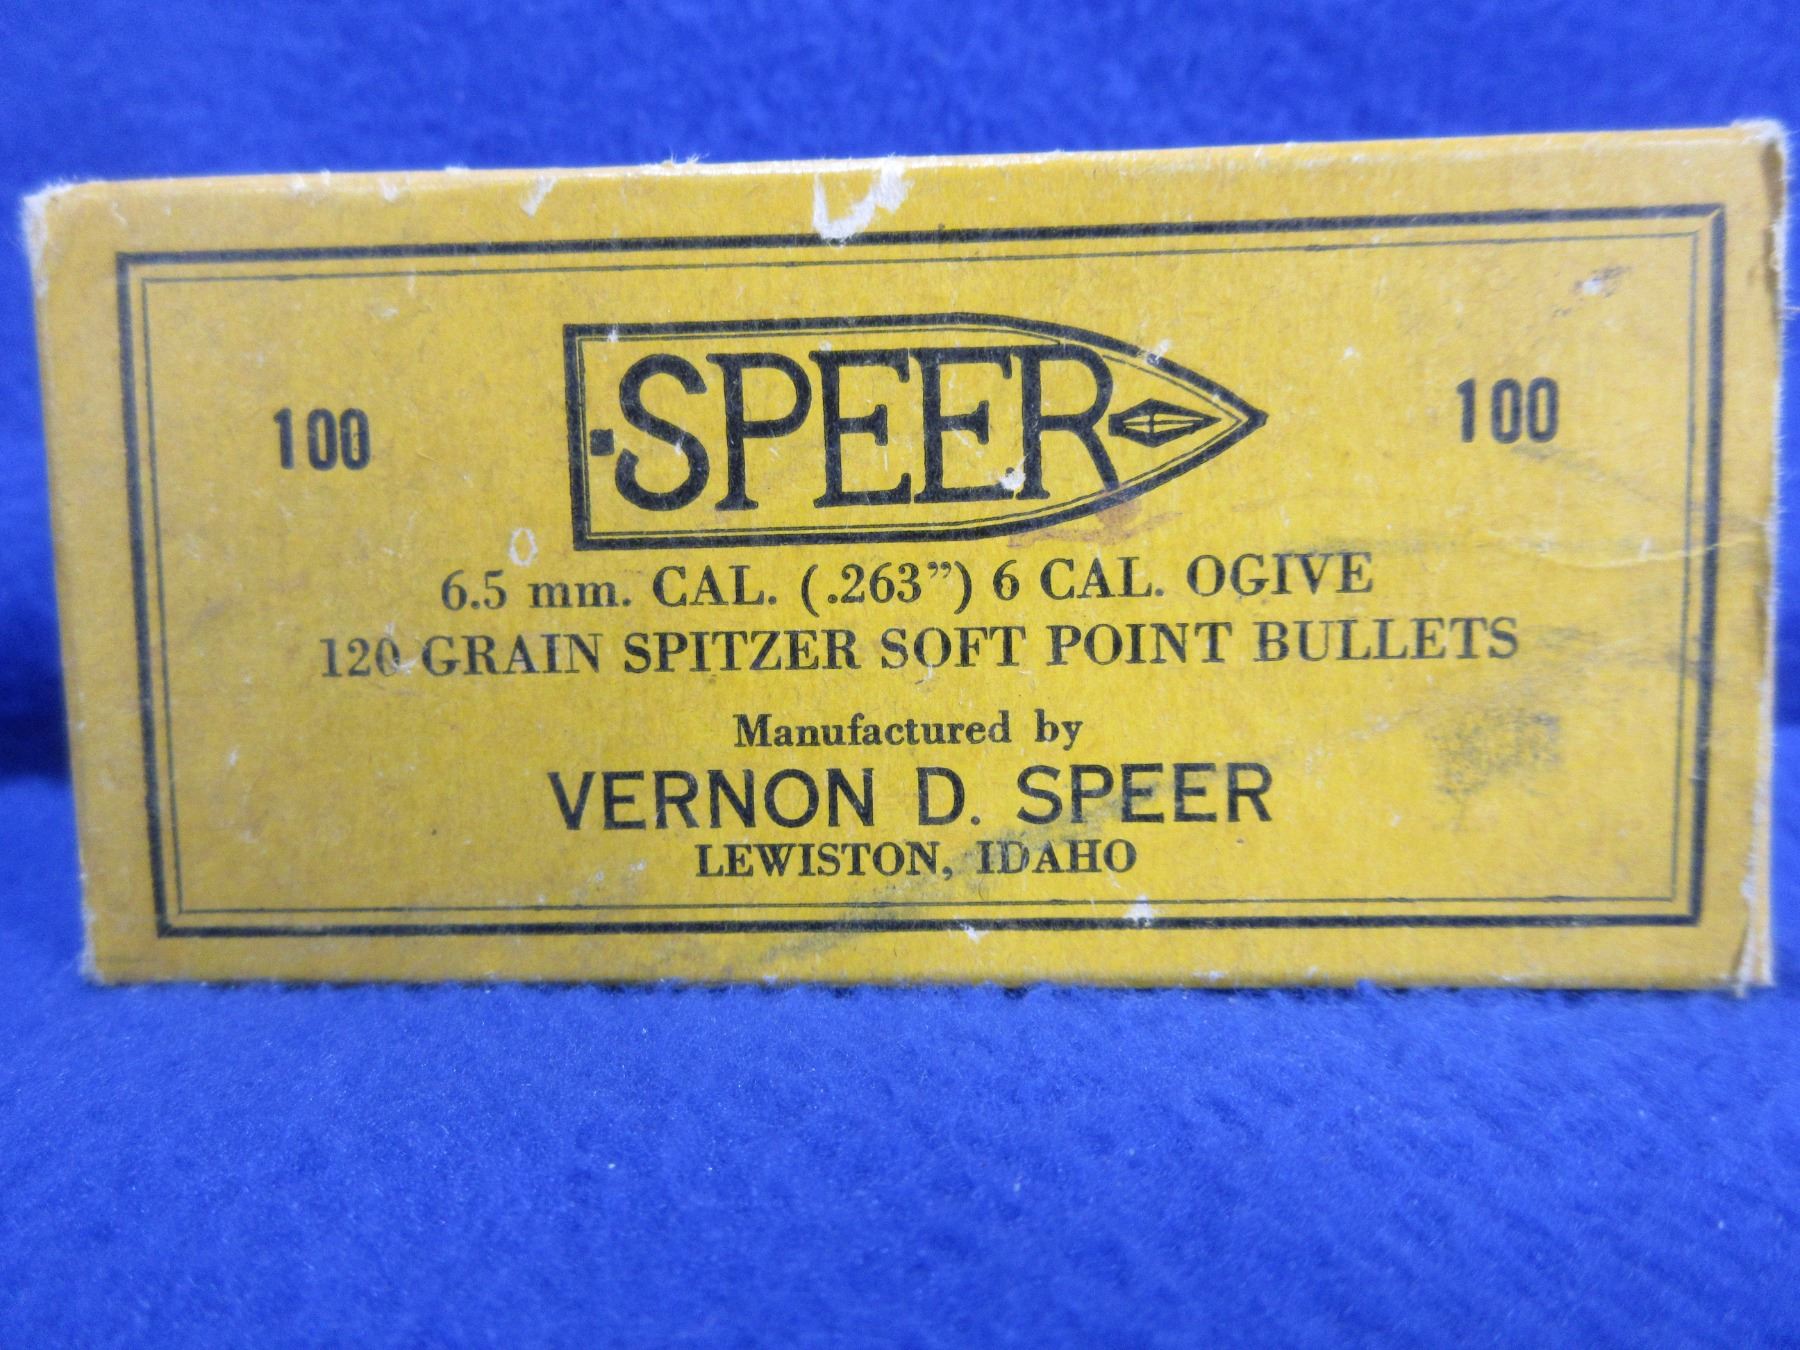 100 SPEER 100
6.5 mm. CAL. (.263") 6 CAL. OGIVE
120 GRAIN SPITZER SOFT POINT BULLETS
Manufactured by
VERNON D. SPEER
LEWISTON, IDAHO